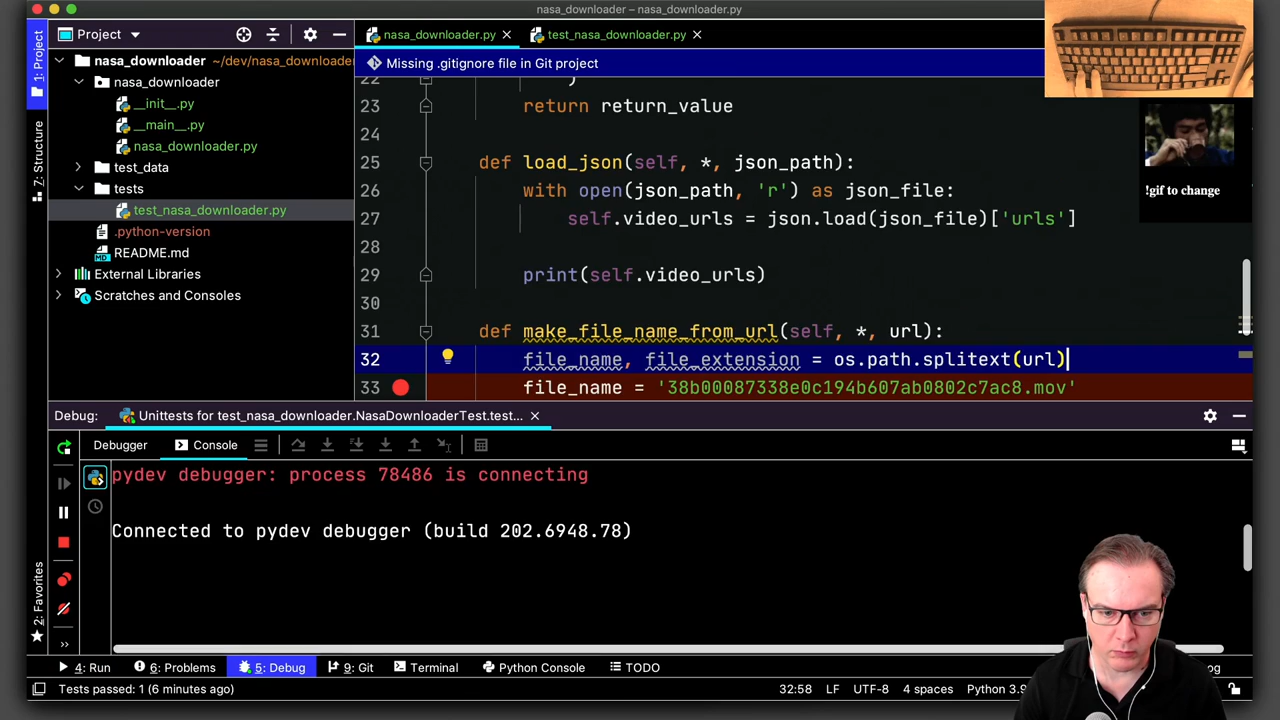 nasa_downloader – nasa_downloader.py
Project
nasa_downloader ~/dev/nasa_downloader
nasa_downloader
__init__.py
__main__.py
nasa_downloader.py
test_data
tests
test_nasa_downloader.py
.python-version
README.md
External Libraries
Scratches and Consoles
1: Project
7: Structure
2: Favorites
nasa_downloader.py
test_nasa_downloader.py
Missing .gitignore file in Git project
22 )
23 return return_value
24
25 def load_json(self, *, json_path):
26 with open(json_path, 'r') as json_file:
27 self.video_urls = json.load(json_file)['urls']
28
29 print(self.video_urls)
30
31 def make_file_name_from_url(self, *, url):
32 file_name, file_extension = os.path.splitext(url)
33 file_name = '38b00087338e0c194b607ab0802c7ac8.mov'
!gif to change
Debug: Unittests for test_nasa_downloader.NasaDownloaderTest.test...
Debugger Console
pydev debugger: process 78486 is connecting
Connected to pydev debugger (build 202.6948.78)
4: Run 6: Problems 5: Debug 9: Git Terminal Python Console TODO
Tests passed: 1 (6 minutes ago) 32:58 LF UTF-8 4 spaces